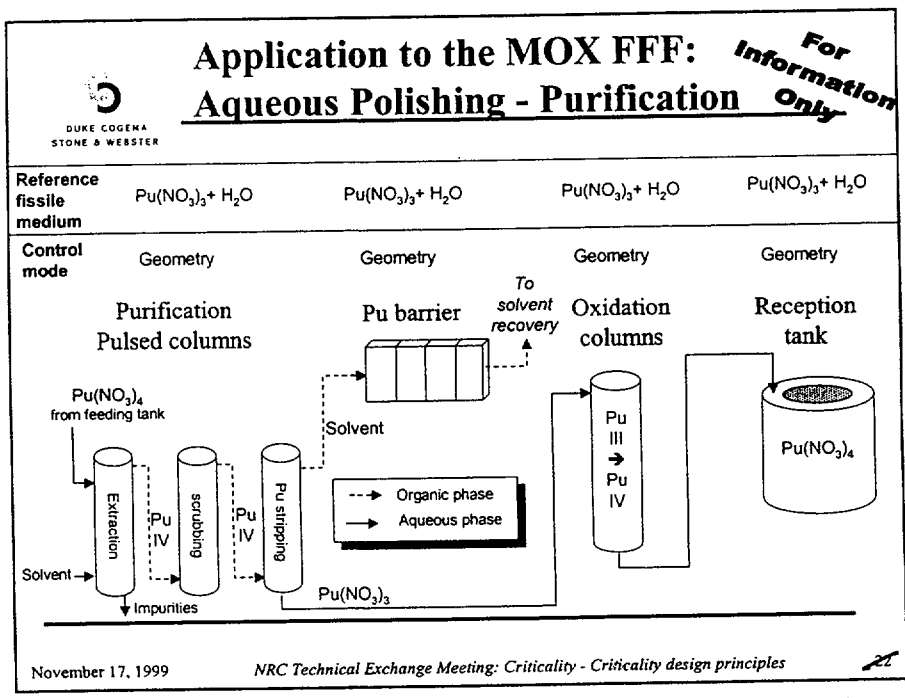 Application to the MOX FFF:
Aqueous Polishing - Purification
For
Information
Only
DUKE COGEMA
STONE & WEBSTER
Reference
fissile
medium
Pu(NO3)3+ H2O
Pu(NO3)3+ H2O
Pu(NO3)3+ H2O
Pu(NO3)3+ H2O
Control
mode
Geometry
Geometry
Geometry
Geometry
Purification
Pulsed columns
Pu barrier
To
solvent
recovery
Oxidation
columns
Reception
tank
Pu(NO3)4
from feeding tank
Solvent
Extraction
Pu
IV
scrubbing
Pu
IV
Pu stripping
Solvent
Impurities
Organic phase
Aqueous phase
Pu(NO3)3
Pu
III
➔
Pu
IV
Pu(NO3)4
November 17, 1999
NRC Technical Exchange Meeting: Criticality - Criticality design principles